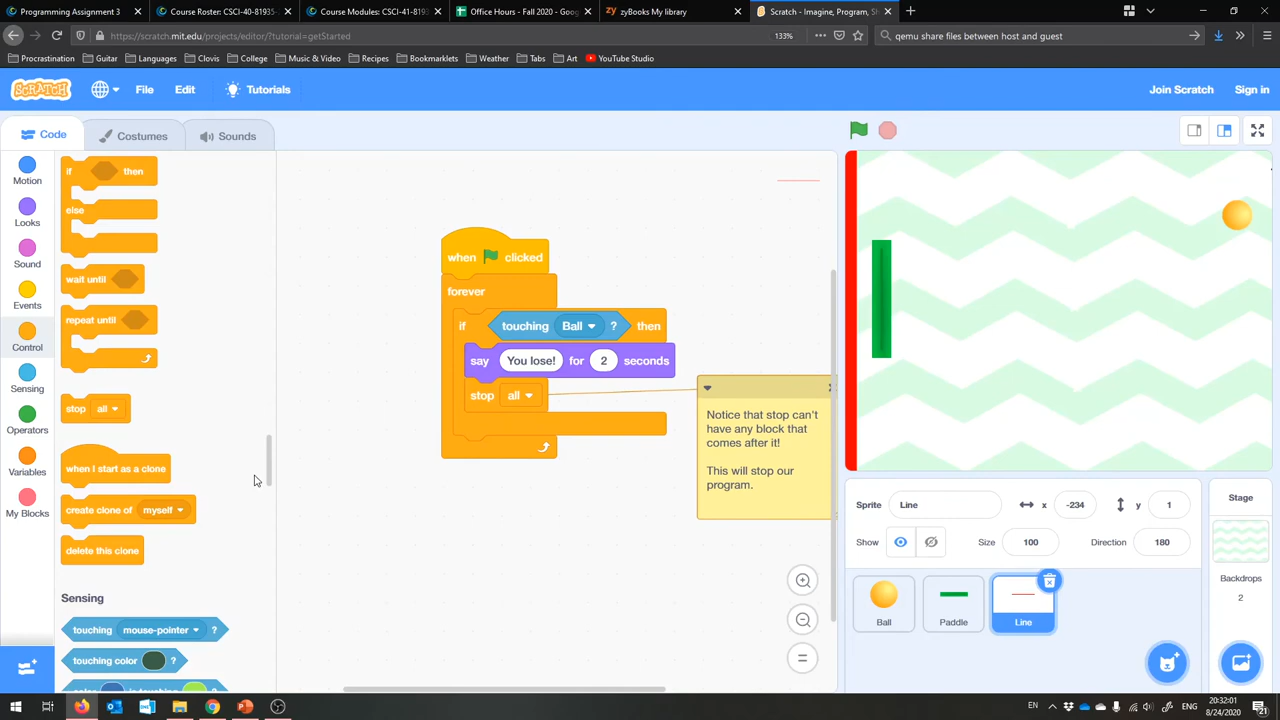 Programming Assignment 3
Course Roster: CSCI-40-81935-
Course Modules: CSCI-41-8193
Office Hours - Fall 2020 - Goog
zyBooks My library
Scratch - Imagine, Program, Sh
https://scratch.mit.edu/projects/editor/?tutorial=getStarted
133%
qemu share files between host and guest
Procrastination
Guitar
Languages
Clovis
College
Music & Video
Recipes
Bookmarklets
Weather
Tabs
Art
YouTube Studio
SCRATCH
File
Edit
Tutorials
Join Scratch
Sign in
Code
Costumes
Sounds
Motion
Looks
Sound
Events
Control
Sensing
Operators
Variables
My Blocks
if then
else
wait until
repeat until
stop all
when I start as a clone
create clone of myself
delete this clone
Sensing
touching mouse-pointer ?
touching color ?
when clicked
forever
if touching Ball ? then
say You lose! for 2 seconds
stop all
Notice that stop can't
have any block that
comes after it!
This will stop our
program.
Sprite Line x -234 y 1
Show Size 100 Direction 180
Ball
Paddle
Line
Stage
Backdrops
2
EN
ENG
20:32:01
8/24/2020
21